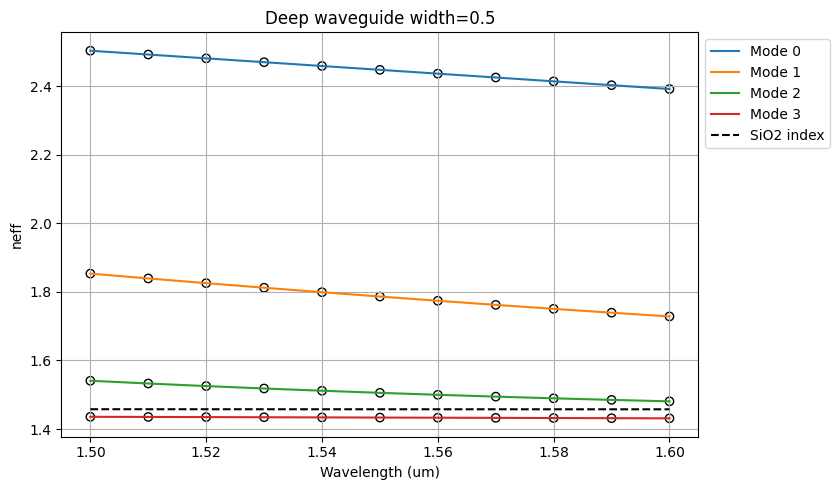 Deep waveguide width=0.5
Mode 0
Mode 1
Mode 2
Mode 3
SiO2 index
neff
2.4
2.2
2.0
1.8
1.6
1.4
1.50
1.52
1.54
1.56
1.58
1.60
Wavelength (um)